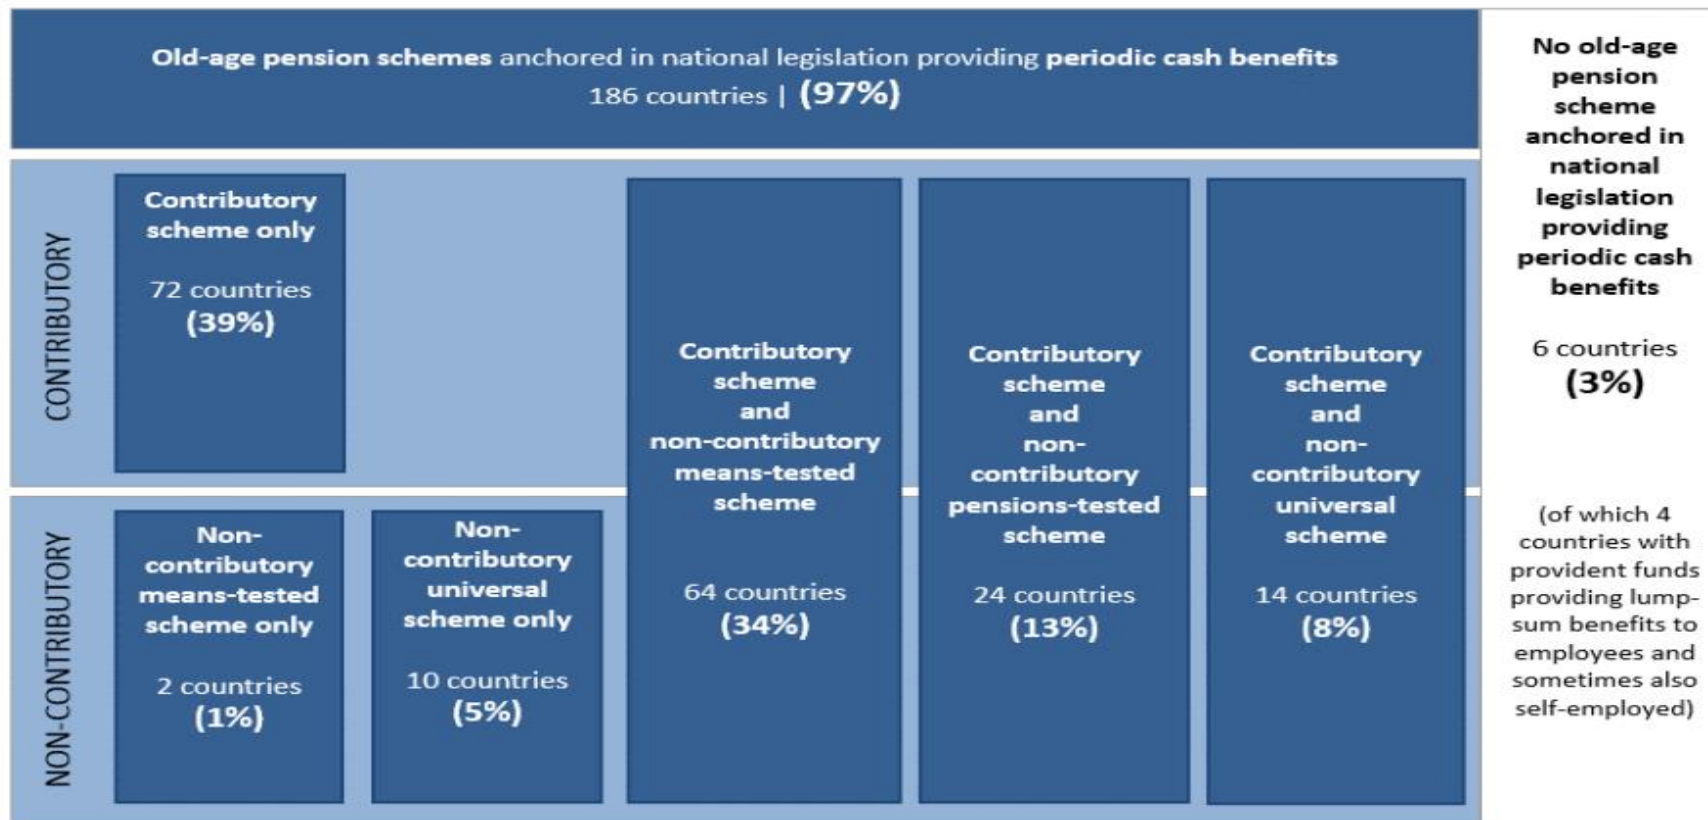 Old-age pension schemes anchored in national legislation providing periodic cash benefits
186 countries | (97%)
CONTRIBUTORY
Contributory
scheme only
72 countries
(39%)
Contributory
scheme
and
non-contributory
means-tested
scheme
64 countries
(34%)
Contributory
scheme
and
non-
contributory
pensions-tested
scheme
24 countries
(13%)
Contributory
scheme
and
non-
contributory
universal
scheme
14 countries
(8%)
NON-CONTRIBUTORY
Non-
contributory
means-tested
scheme only
2 countries
(1%)
Non-
contributory
universal
scheme only
10 countries
(5%)
No old-age
pension
scheme
anchored in
national
legislation
providing
periodic cash
benefits
6 countries
(3%)
(of which 4
countries with
provident funds
providing lump-
sum benefits to
employees and
sometimes also
self-employed)